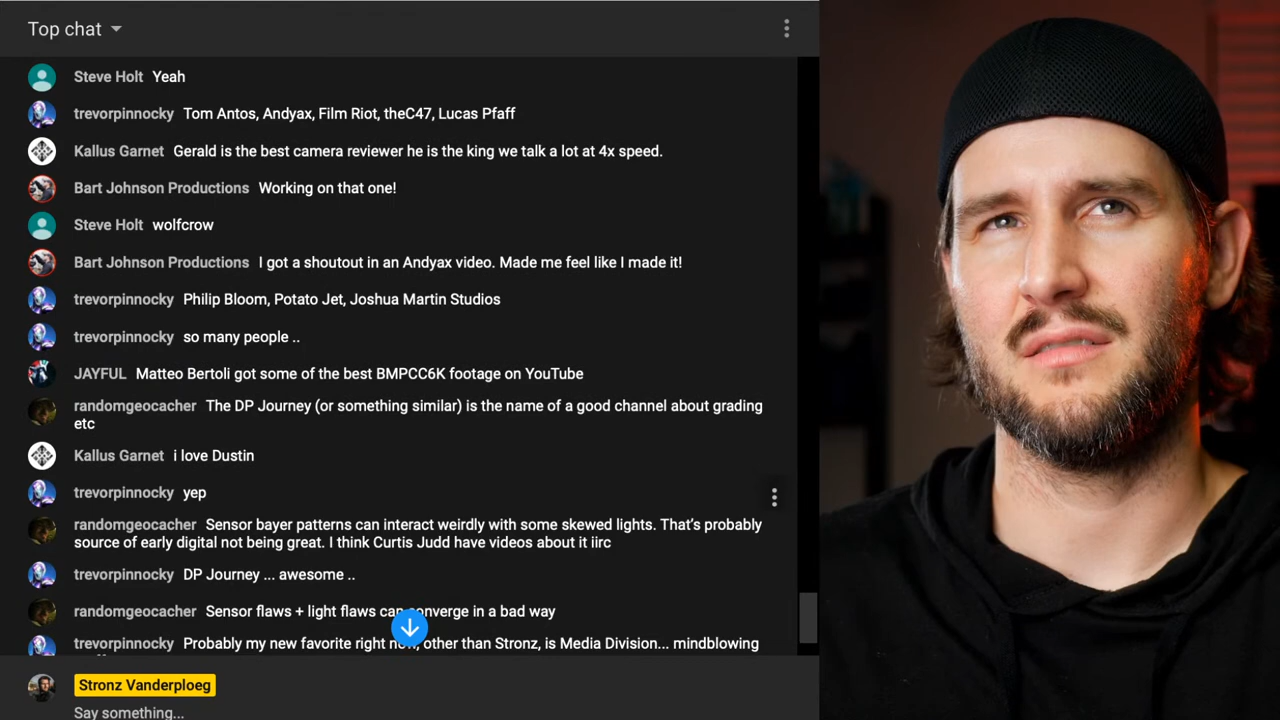 Top chat
Steve Holt Yeah
trevorpinnocky Tom Antos, Andyax, Film Riot, theC47, Lucas Pfaff
Kallus Garnet Gerald is the best camera reviewer he is the king we talk a lot at 4x speed.
Bart Johnson Productions Working on that one!
Steve Holt wolfcrow
Bart Johnson Productions I got a shoutout in an Andyax video. Made me feel like I made it!
trevorpinnocky Philip Bloom, Potato Jet, Joshua Martin Studios
trevorpinnocky so many people ..
JAYFUL Matteo Bertoli got some of the best BMPCC6K footage on YouTube
randomgeocacher The DP Journey (or something similar) is the name of a good channel about grading
etc
Kallus Garnet i love Dustin
trevorpinnocky yep
randomgeocacher Sensor bayer patterns can interact weirdly with some skewed lights. That's probably
source of early digital not being great. I think Curtis Judd have videos about it iirc
trevorpinnocky DP Journey ... awesome ..
randomgeocacher Sensor flaws + light flaws can converge in a bad way
trevorpinnocky Probably my new favorite right now, other than Stronz, is Media Division... mindblowing
Stronz Vanderploeg
Say something...